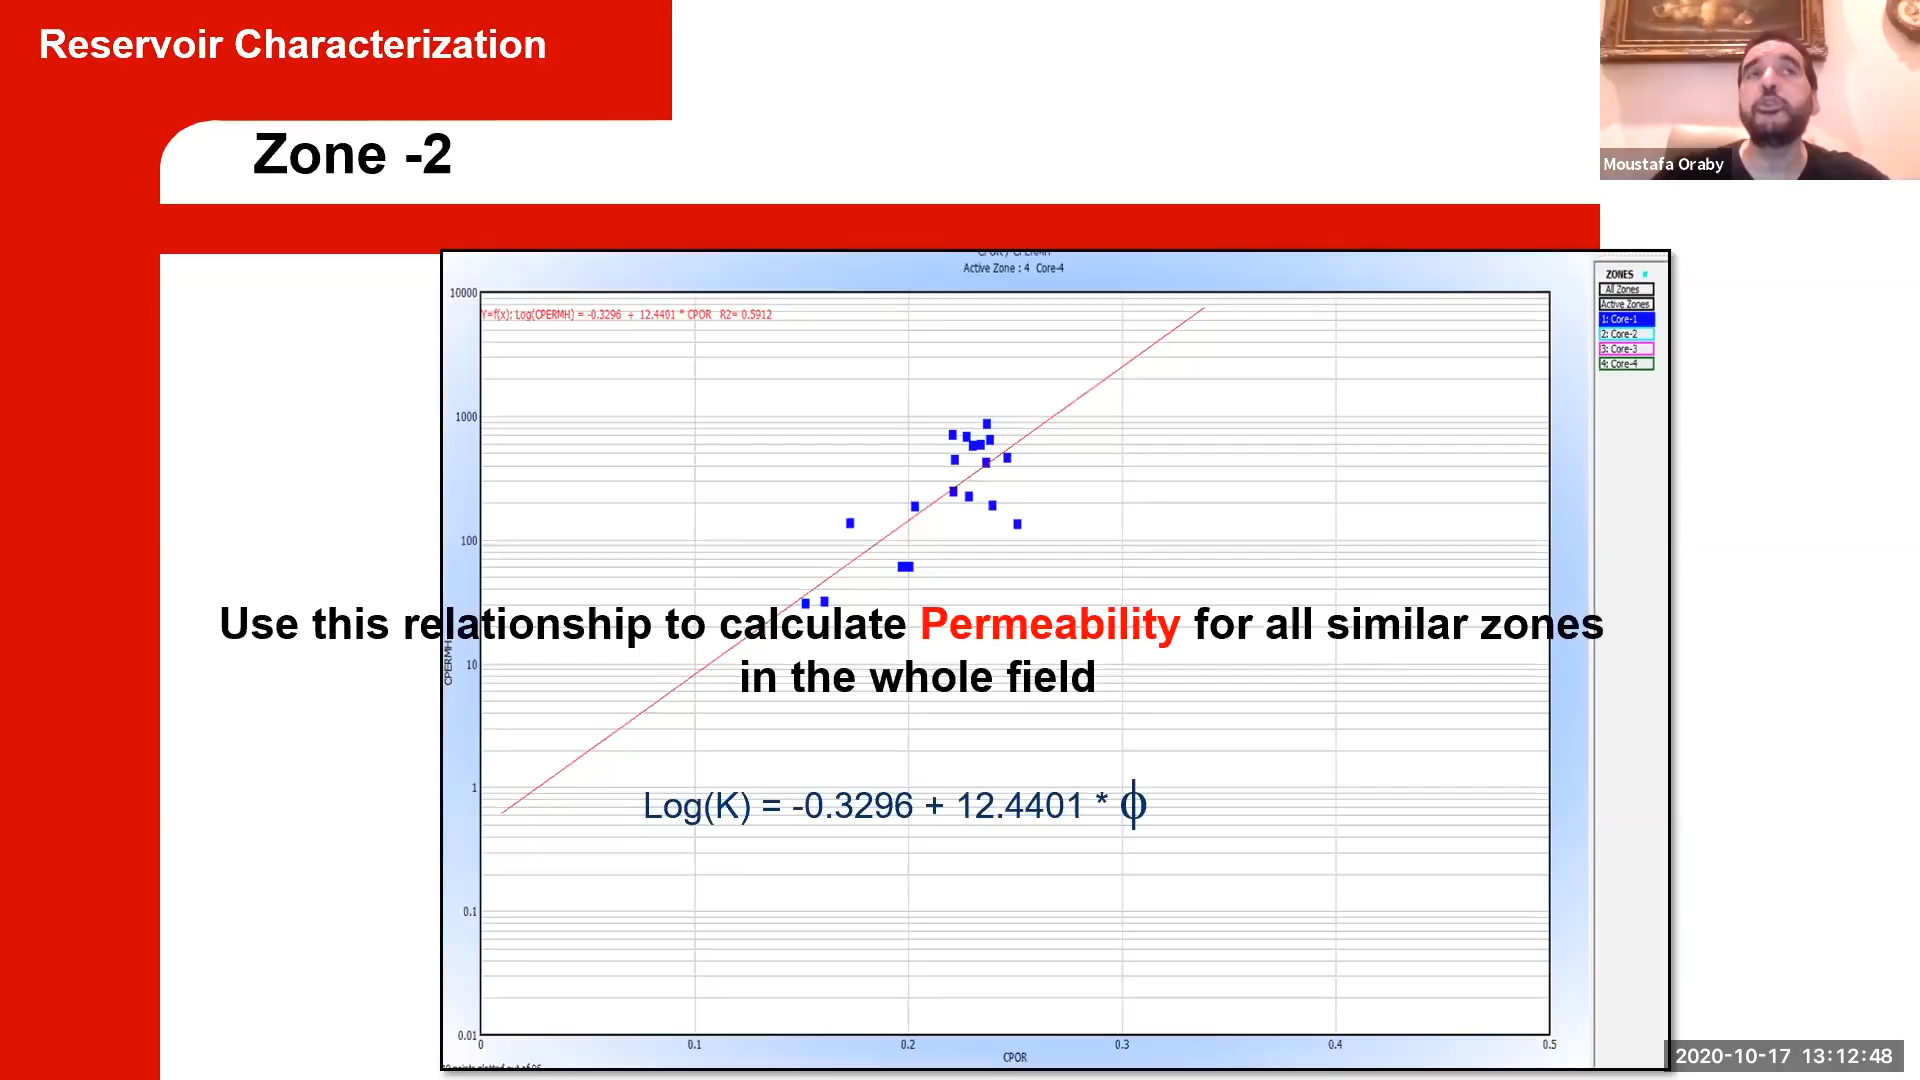 Reservoir Characterization
Zone -2
Moustafa Oraby
Active Zone : 4 Core-4
Y=f(x): Log(CPERMH) = -0.3296 + 12.4401 * CPOR R2= 0.5912
ZONES
All Zones
Active Zones
1: Core-1
2: Core-2
3: Core-3
4: Core-4
10000
1000
100
10
1
0.1
0.01
CPERMH
Use this relationship to calculate Permeability for all similar zones
in the whole field
Log(K) = -0.3296 + 12.4401 * ϕ
0 0.1 0.2 0.3 0.4 0.5
CPOR
2020-10-17 13:12:48